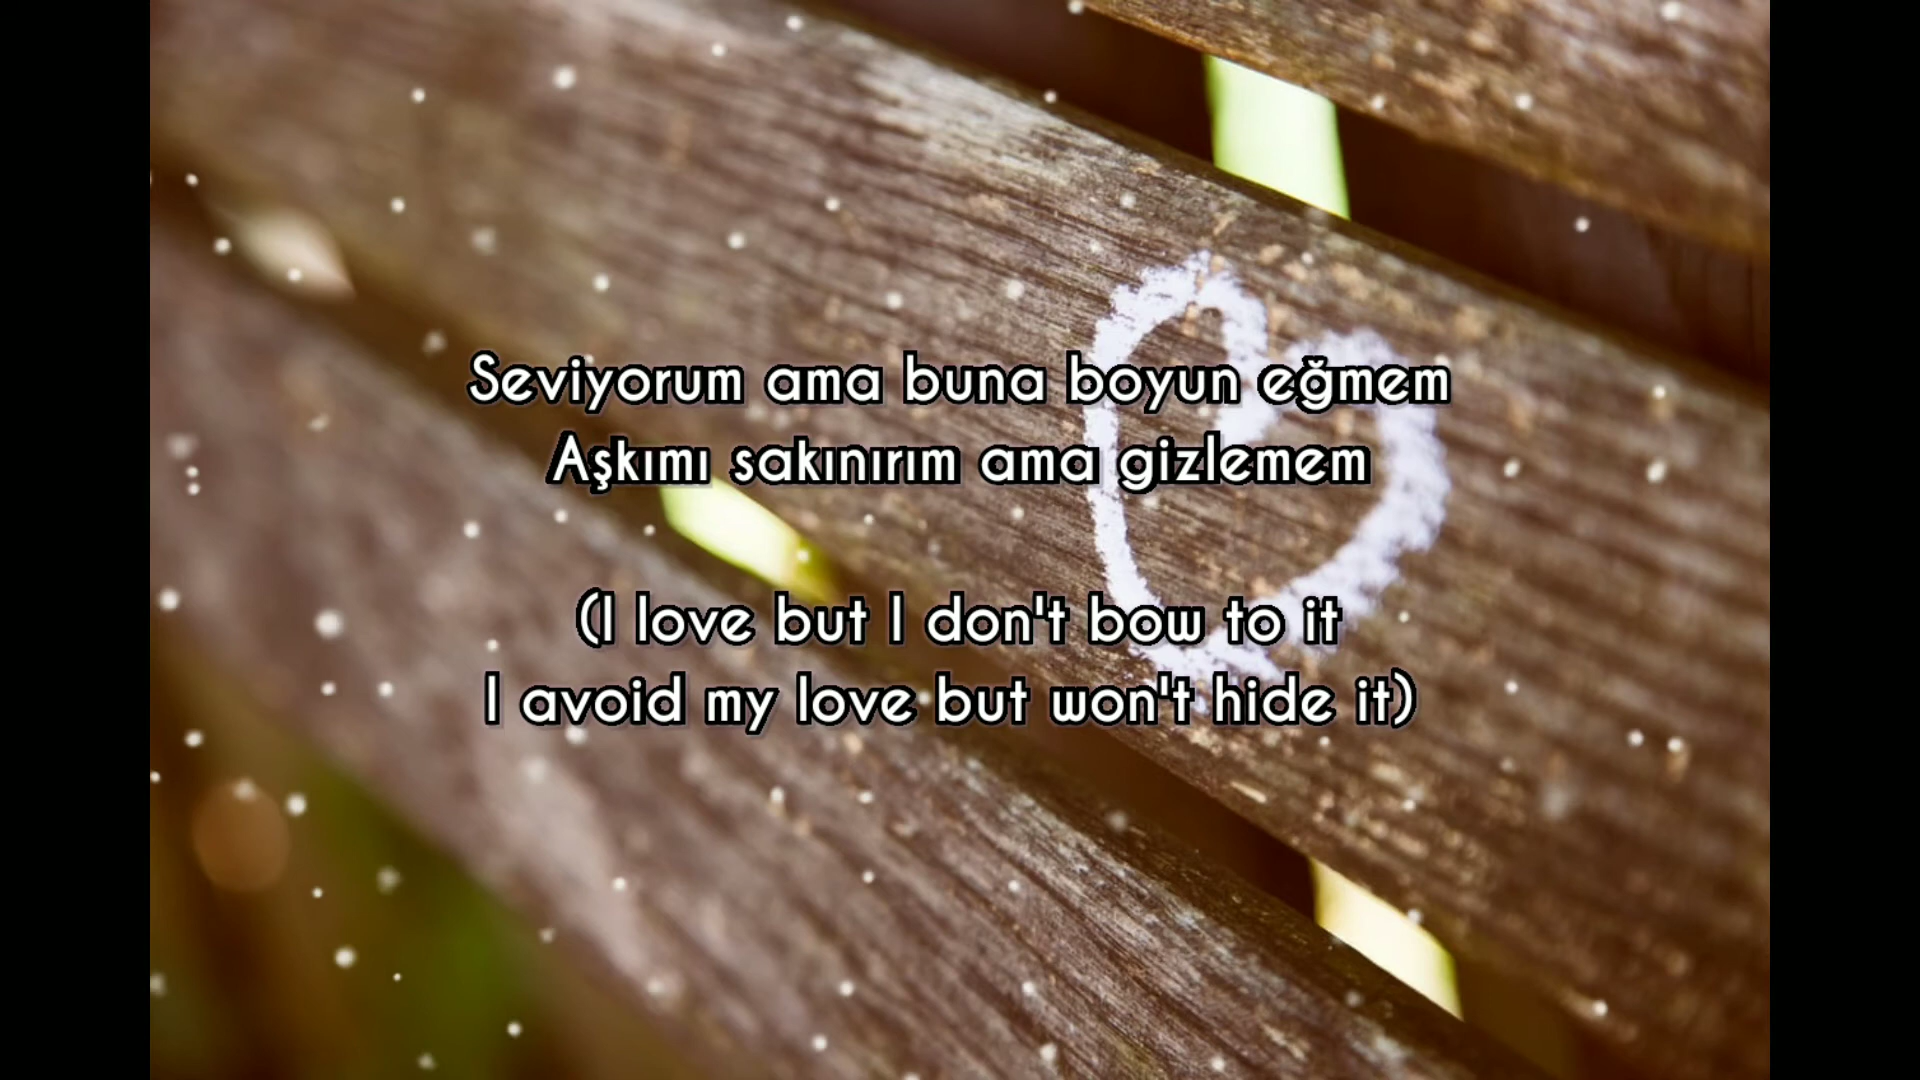 Seviyorum ama buna boyun eğmem
Aşkımı sakınırım ama gizlemem
(I love but I don't bow to it
I avoid my love but won't hide it)